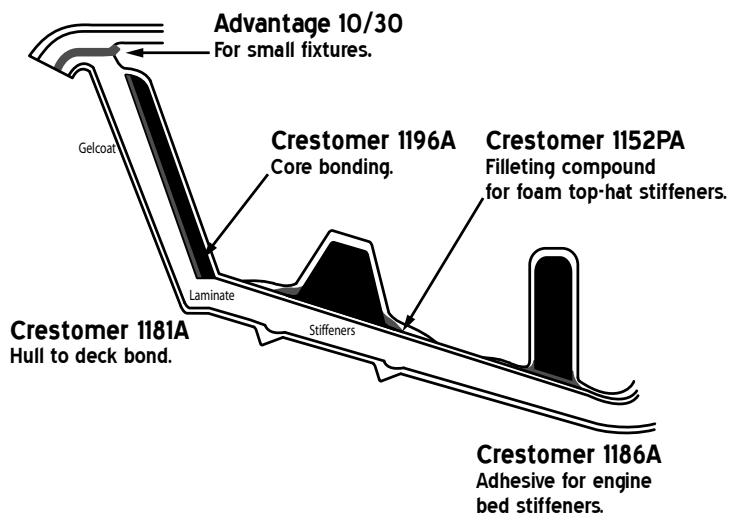 Advantage 10/30
For small fixtures.
Gelcoat
Crestomer 1196A
Core bonding.
Crestomer 1152PA
Filleting compound
for foam top-hat stiffeners.
Laminate
Stiffeners
Crestomer 1181A
Hull to deck bond.
Crestomer 1186A
Adhesive for engine
bed stiffeners.